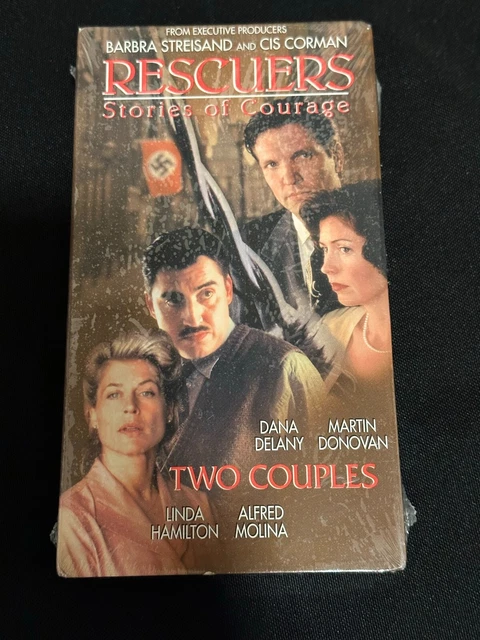 FROM EXECUTIVE PRODUCERS
BARBRA STREISAND AND CIS CORMAN
RESCUERS
Stories of Courage
DANA MARTIN
DELANY DONOVAN
TWO COUPLES
LINDA ALFRED
HAMILTON MOLINA